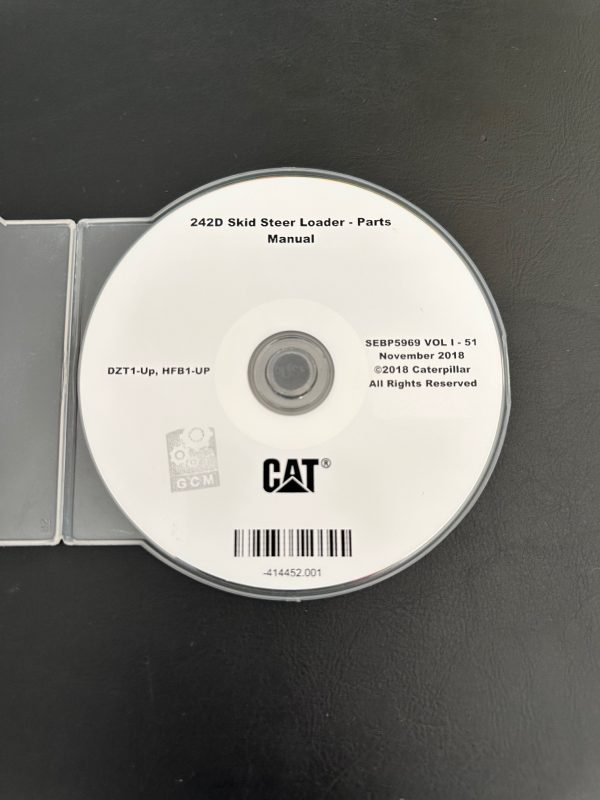 242D Skid Steer Loader - Parts
Manual
SEBP5969 VOL I - 51
November 2018
©2018 Caterpillar
All Rights Reserved
DZT1-Up, HFB1-UP
GCM
CAT®
-414452.001